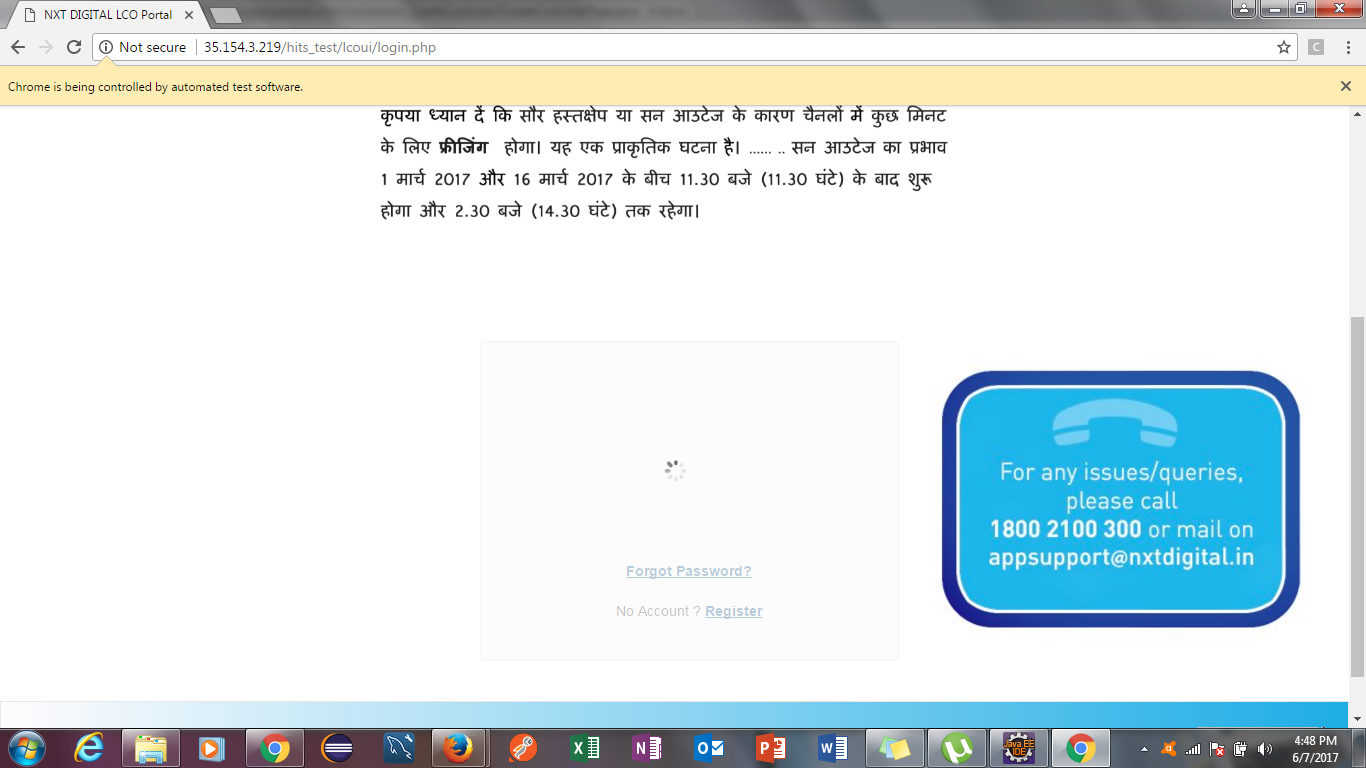 NXT DIGITAL LCO Portal
Not secure
35.154.3.219/hits_test/lcoui/login.php
C
Chrome is being controlled by automated test software.
कृपया ध्यान दें कि सौर हस्तक्षेप या सन आउटेज के कारण चैनलों में कुछ मिनट
के लिए फ्रीजिंग होगा। यह एक प्राकृतिक घटना है। ...... .. सन आउटेज का प्रभाव
1 मार्च 2017 और 16 मार्च 2017 के बीच 11.30 बजे (11.30 घंटे) के बाद शुरू
होगा और 2.30 बजे (14.30 घंटे) तक रहेगा।
For any issues/queries,
please call
1800 2100 300 or mail on
appsupport@nxtdigital.in
Forgot Password?
No Account ? Register
Java EE
IDE
4:48 PM
6/7/2017